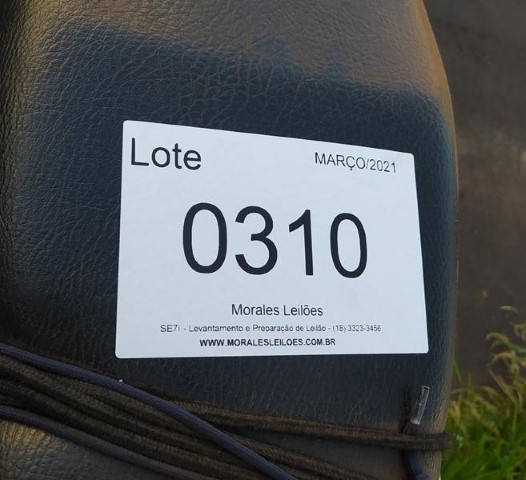 Lote MARÇO/2021
0310
Morales Leilões
SE7I - Levantamento e Preparação de Leilão - (18) 3323-3456
WWW.MORALESLEILOES.COM.BR